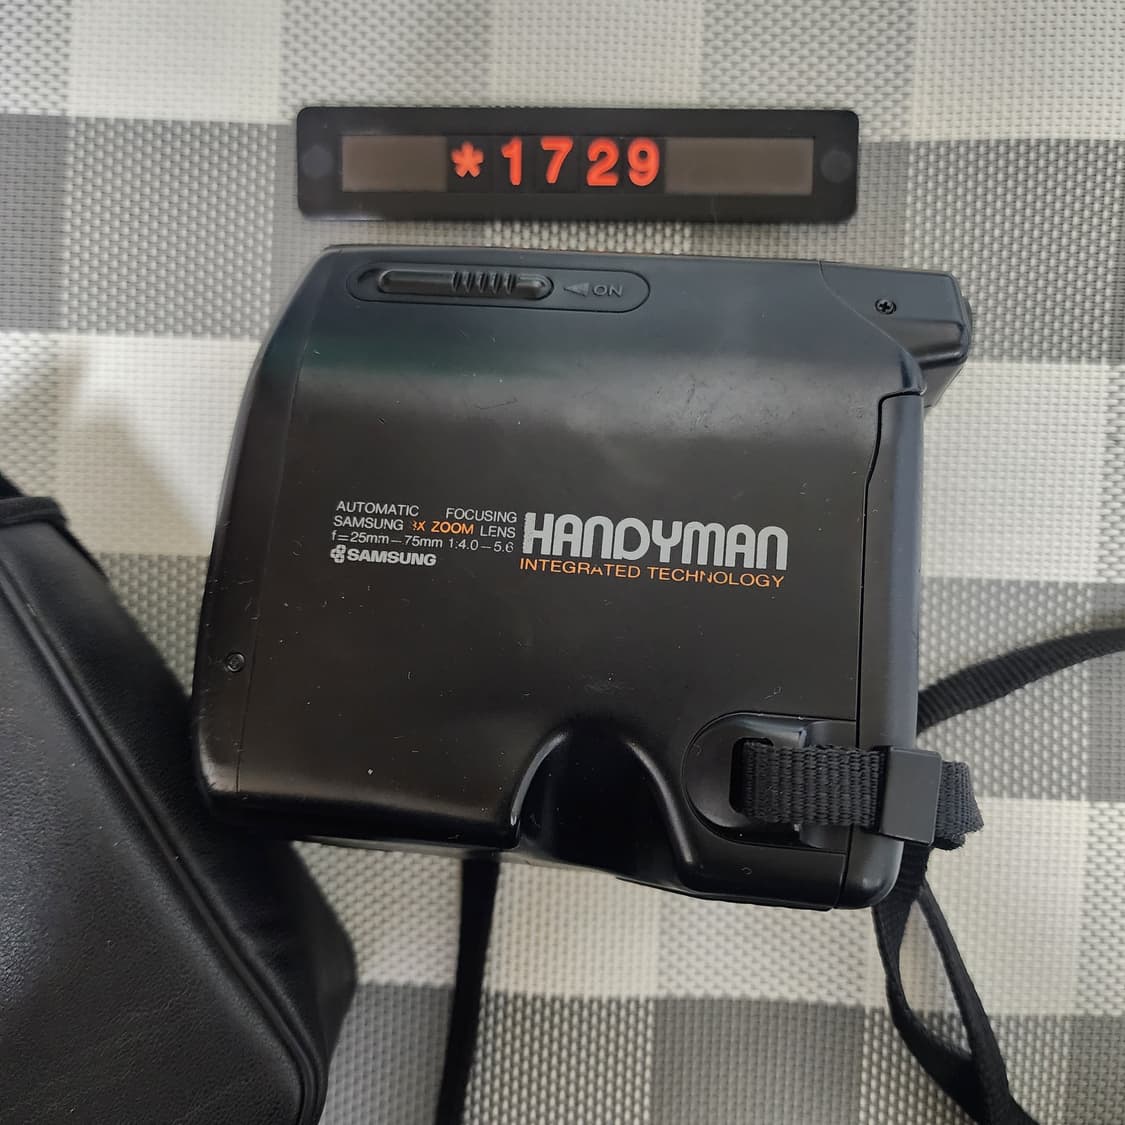 *1729
ON
AUTOMATIC FOCUSING
SAMSUNG 3X ZOOM LENS
f=25mm—75mm 1:4.0—5.6
SAMSUNG
HANDYMAN
INTEGRATED TECHNOLOGY